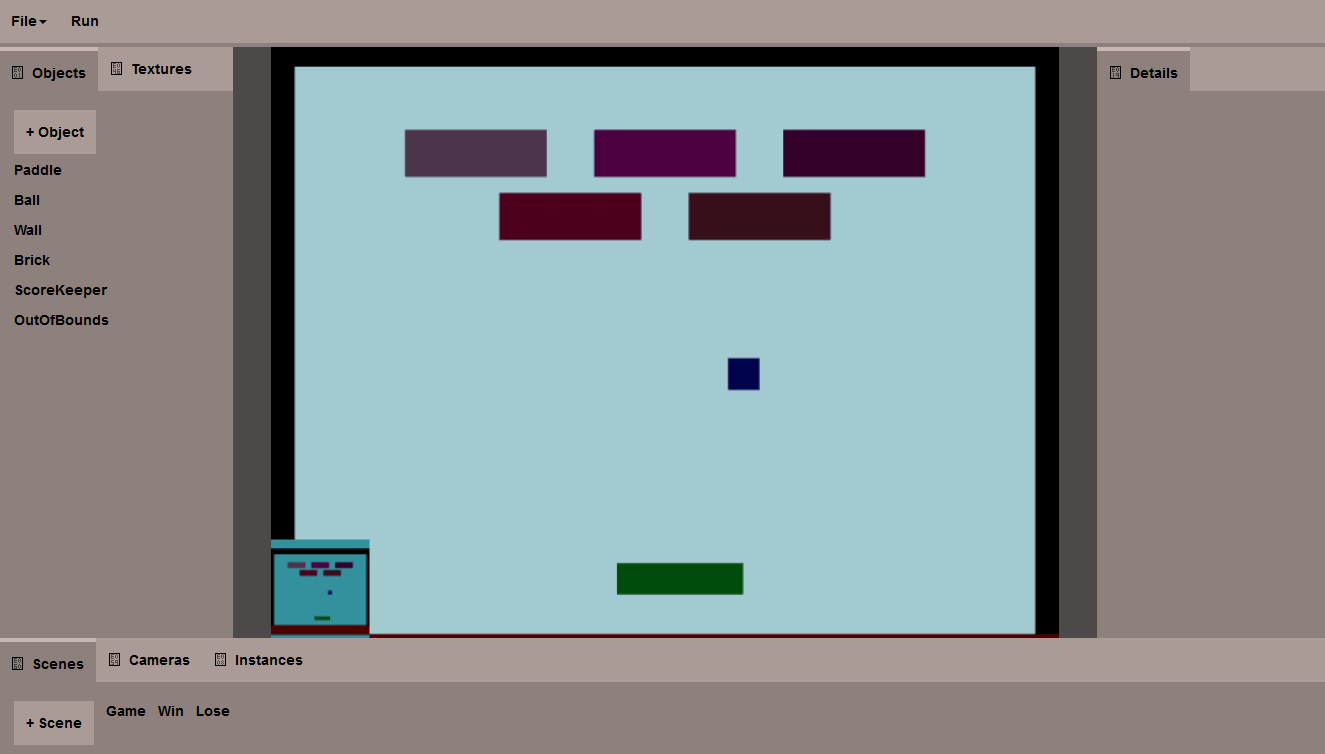 File Run
Objects Textures Details
+ Object
Paddle
Ball
Wall
Brick
ScoreKeeper
OutOfBounds
Scenes Cameras Instances
+ Scene Game Win Lose